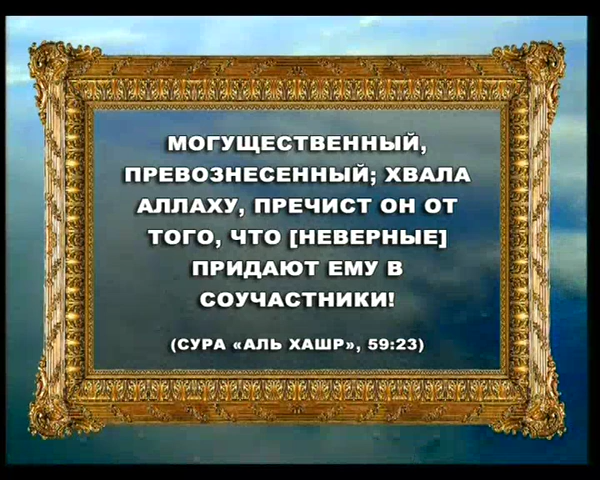 МОГУЩЕСТВЕННЫЙ,
ПРЕВОЗНЕСЕННЫЙ; ХВАЛА
АЛЛАХУ, ПРЕЧИСТ ОН ОТ
ТОГО, ЧТО [НЕВЕРНЫЕ]
ПРИДАЮТ ЕМУ В
СОУЧАСТНИКИ!
(СУРА «АЛЬ ХАШР», 59:23)